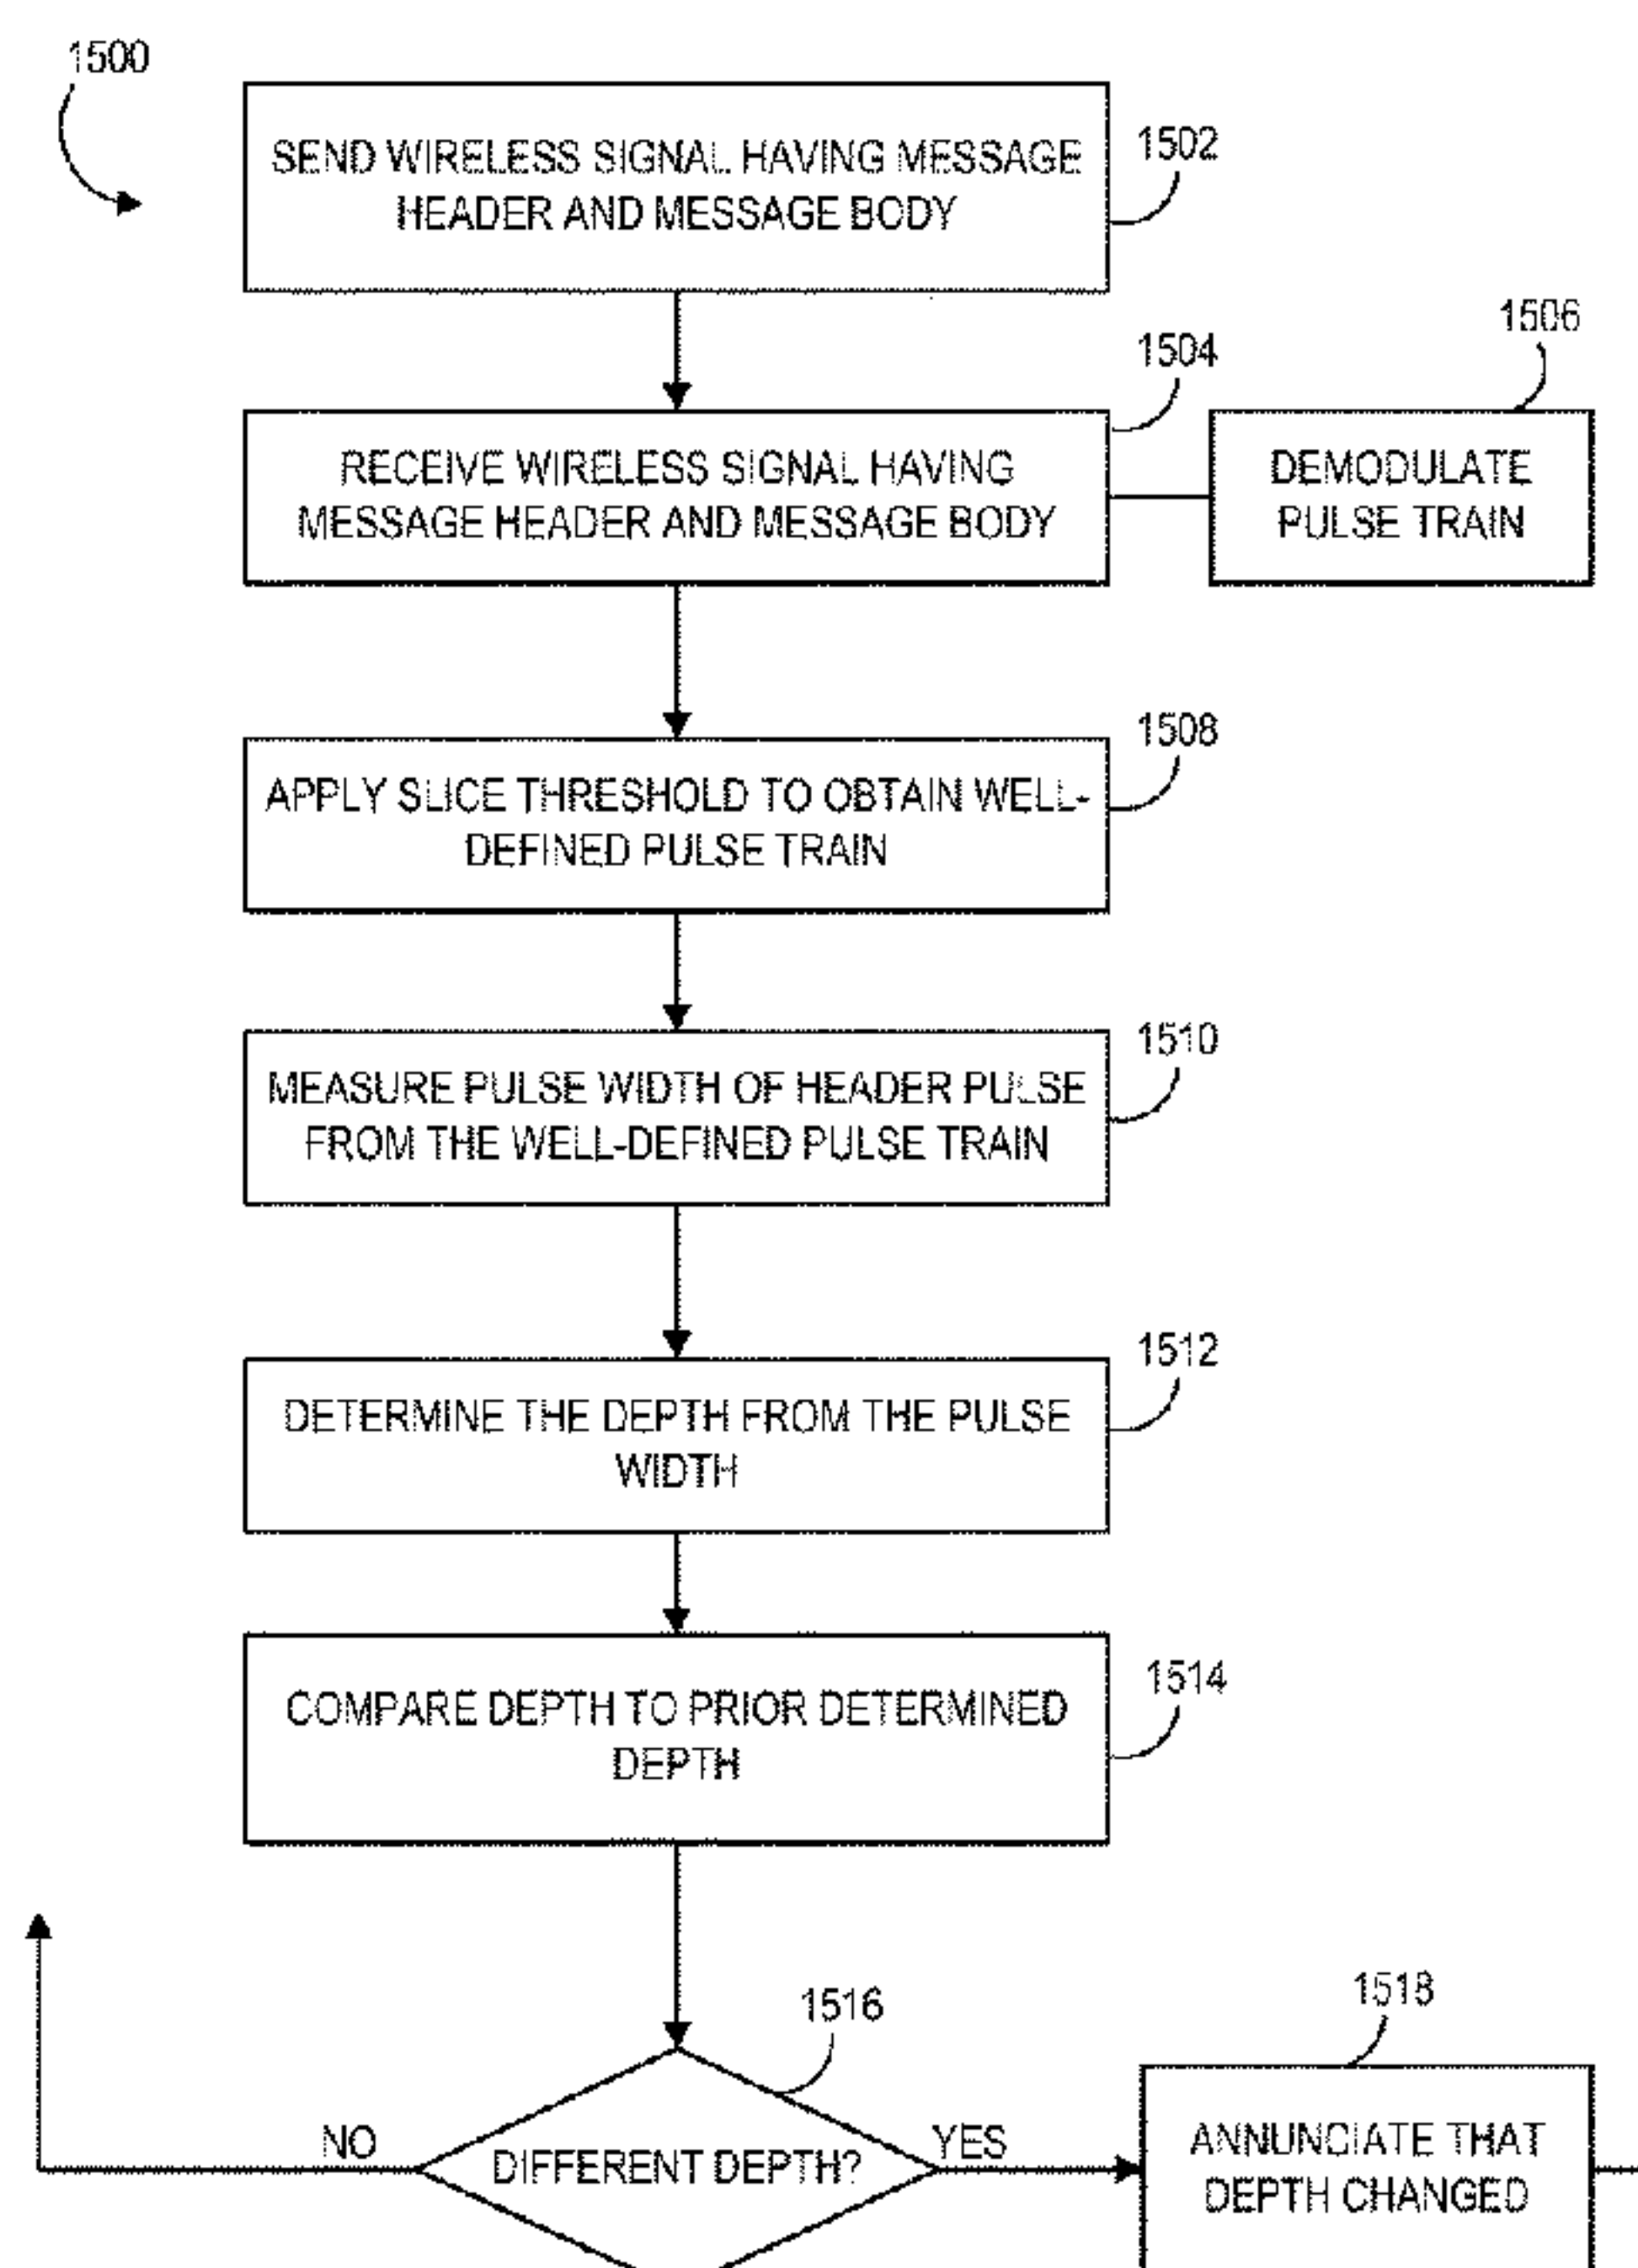 1500
SEND WIRELESS SIGNAL HAVING MESSAGE
HEADER AND MESSAGE BODY
1502
1504
1506
RECEIVE WIRELESS SIGNAL HAVING
MESSAGE HEADER AND MESSAGE BODY
DEMODULATE
PULSE TRAIN
1508
APPLY SLICE THRESHOLD TO OBTAIN WELL-
DEFINED PULSE TRAIN
1510
MEASURE PULSE WIDTH OF HEADER PULSE
FROM THE WELL-DEFINED PULSE TRAIN
1512
DETERMINE THE DEPTH FROM THE PULSE
WIDTH
1514
COMPARE DEPTH TO PRIOR DETERMINED
DEPTH
1516
1518
NO
DIFFERENT DEPTH?
YES
ANNUNCIATE THAT
DEPTH CHANGED